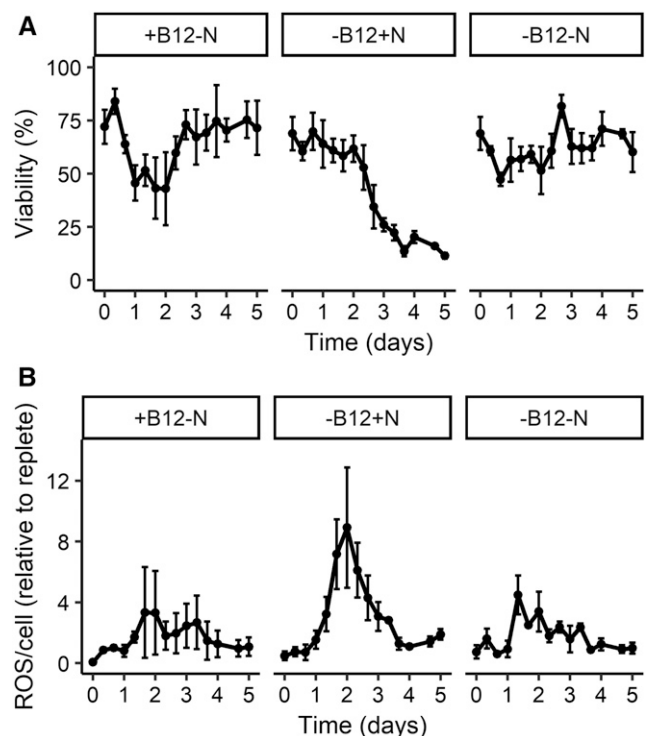 A
+B12-N -B12+N -B12-N
Viability (%)
100
75
50
25
0
0 1 2 3 4 5 0 1 2 3 4 5 0 1 2 3 4 5
Time (days)
B
+B12-N -B12+N -B12-N
ROS/cell (relative to replete)
12
8
4
0
0 1 2 3 4 5 0 1 2 3 4 5 0 1 2 3 4 5
Time (days)